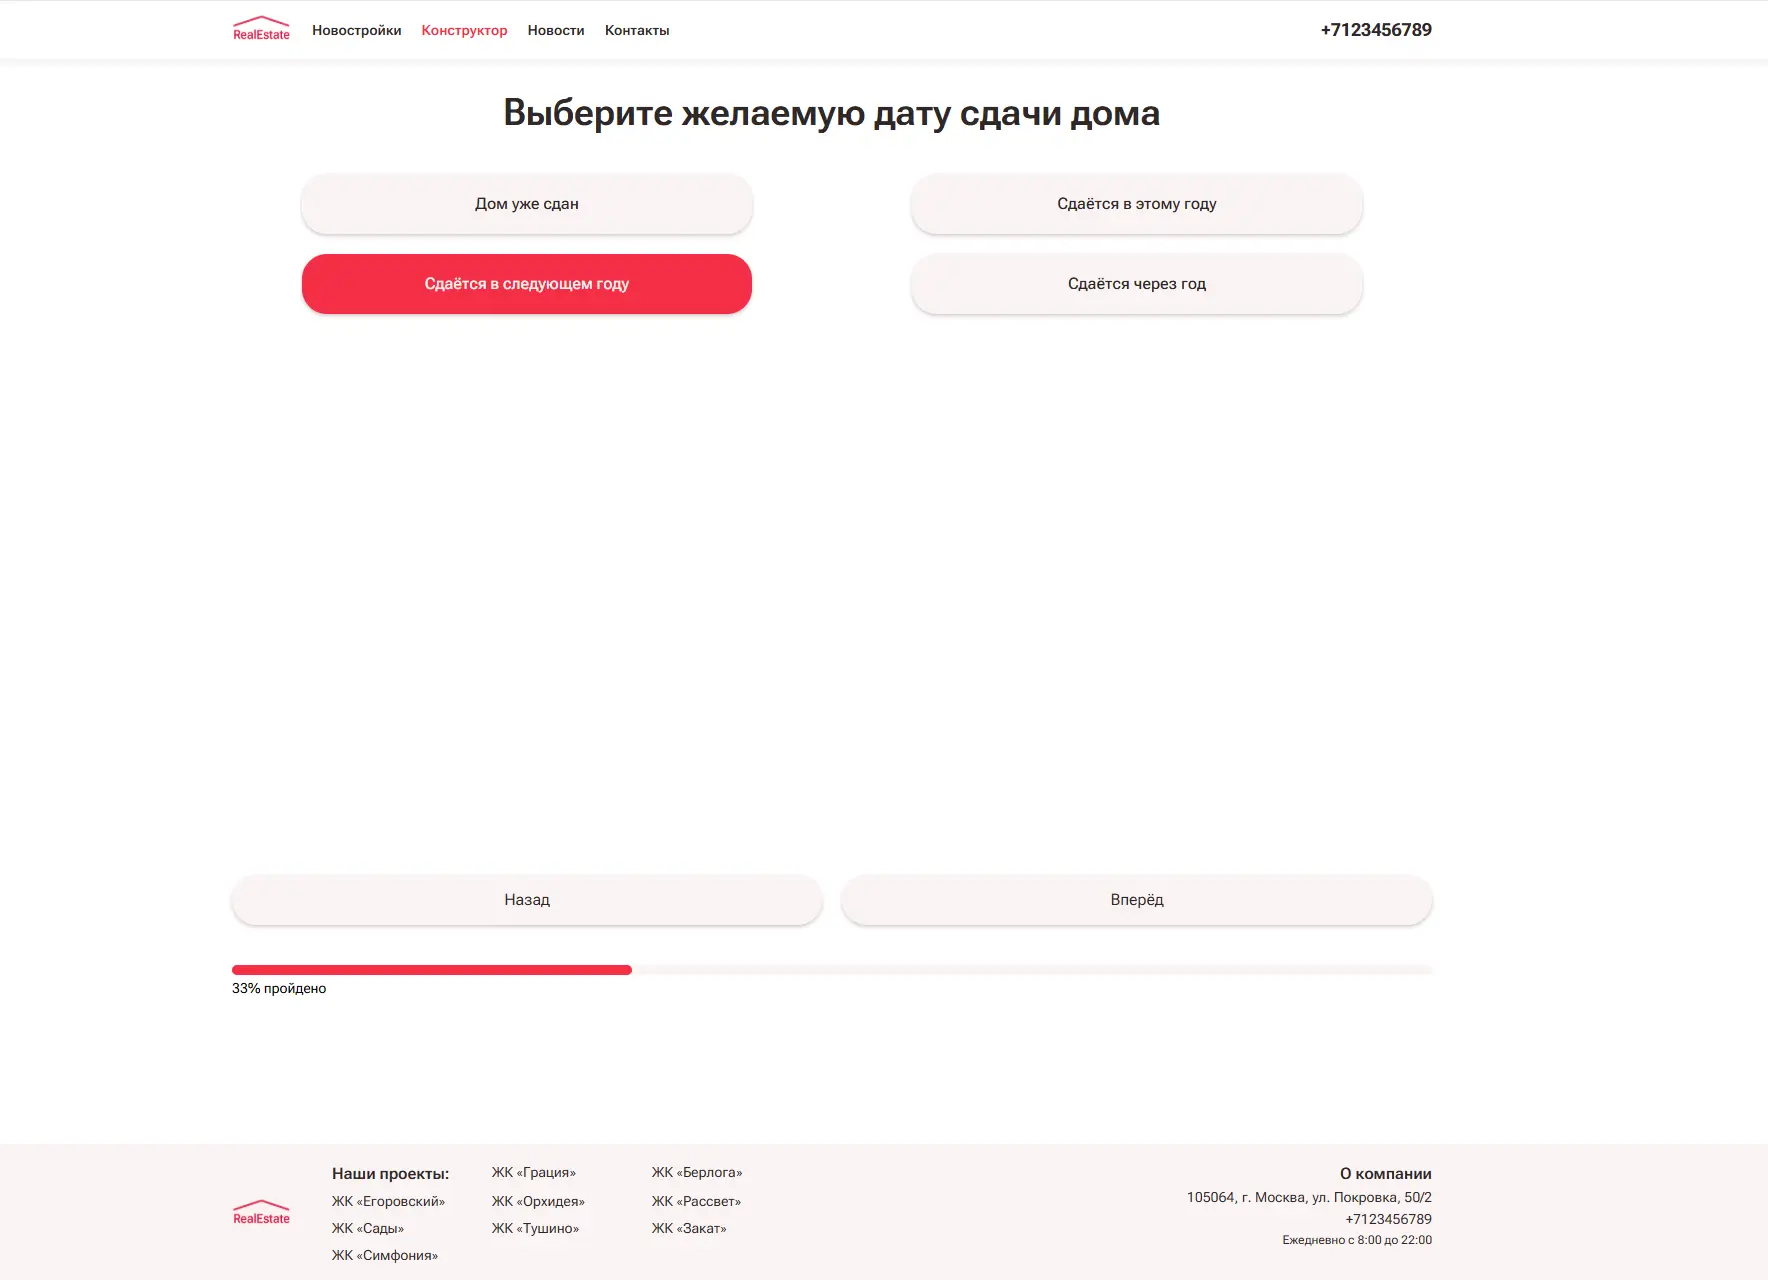 RealEstate Новостройки Конструктор Новости Контакты +7123456789
Выберите желаемую дату сдачи дома
Дом уже сдан
Сдаётся в этому году
Сдаётся в следующем году
Сдаётся через год
Назад
Вперёд
33% пройдено
RealEstate
Наши проекты:
ЖК «Егоровский»
ЖК «Сады»
ЖК «Симфония»
ЖК «Грация»
ЖК «Орхидея»
ЖК «Тушино»
ЖК «Берлога»
ЖК «Рассвет»
ЖК «Закат»
О компании
105064, г. Москва, ул. Покровка, 50/2
+7123456789
Ежедневно с 8:00 до 22:00